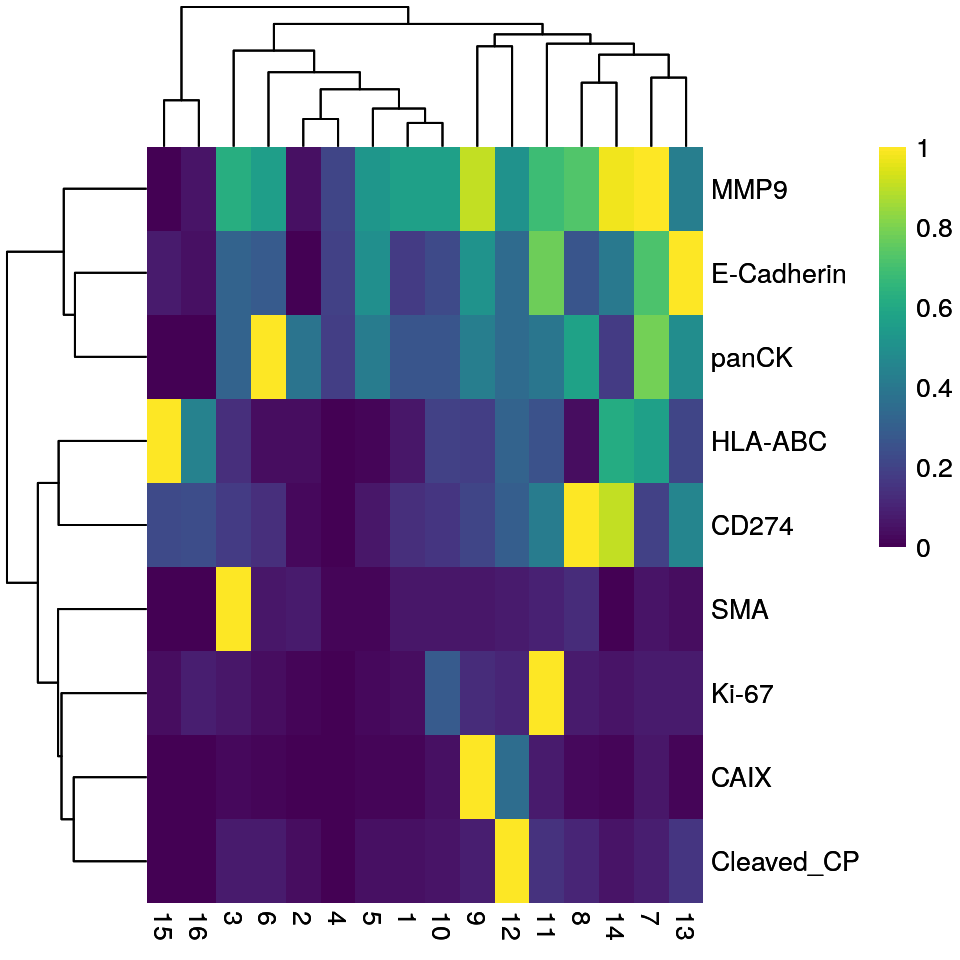 MMP9
E-Cadherin
panCK
HLA-ABC
CD274
SMA
Ki-67
CAIX
Cleaved_CP
1
0.8
0.6
0.4
0.2
0
15 16 3 6 2 4 5 1 10 9 12 11 8 14 7 13